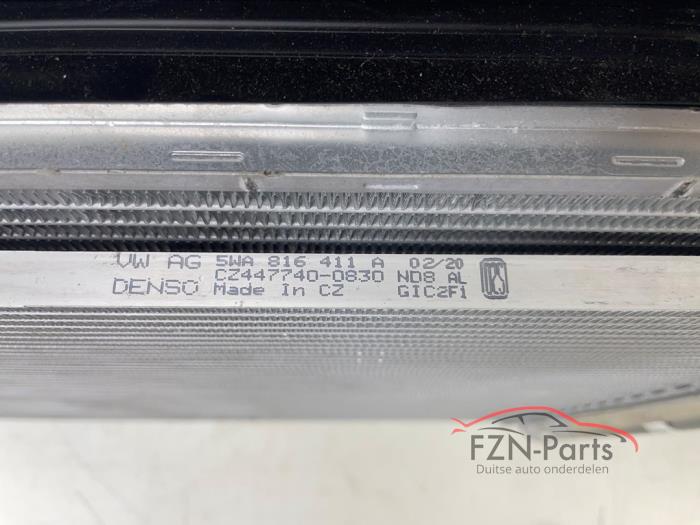 VW AG 5WA 816 411 A 02/20
CZ447740-0830 ND8 AL
DENSO Made In CZ GIC2F1
FZN-Parts
Duitse auto onderdelen